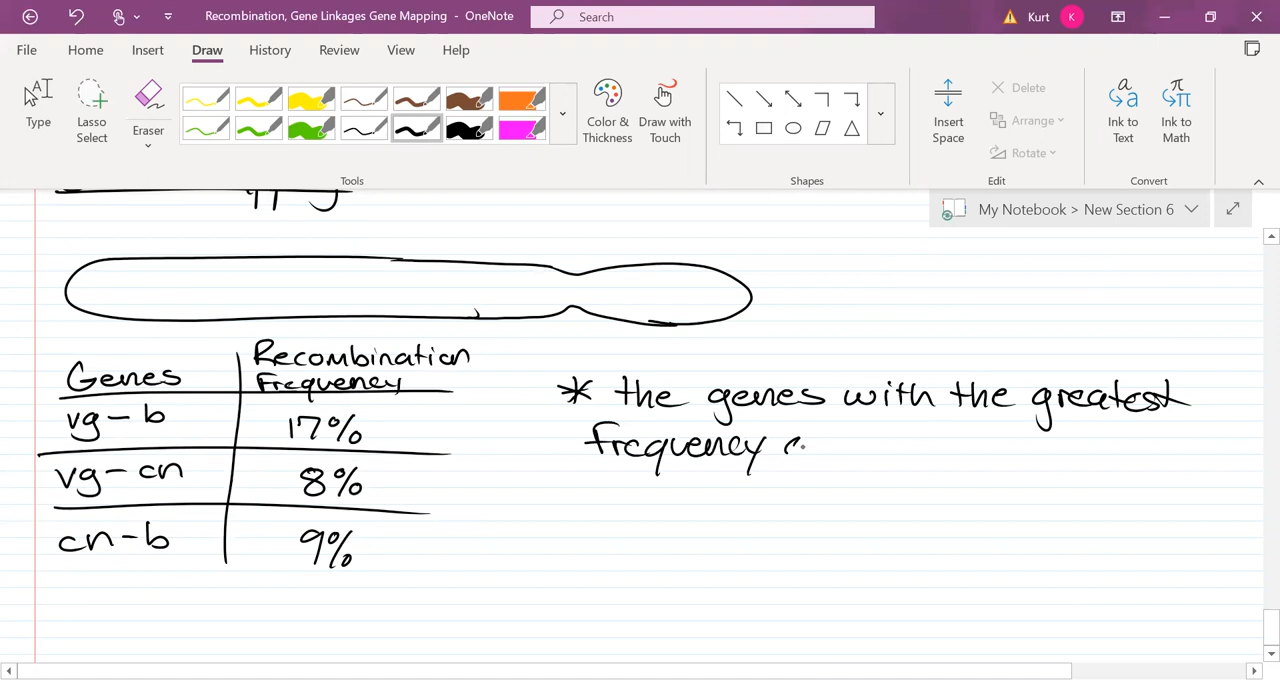 Recombination, Gene Linkages Gene Mapping - OneNote
Search
Kurt K
File Home Insert Draw History Review View Help
Type
Lasso Select
Eraser
Color & Thickness
Draw with Touch
Insert Space
Delete
Arrange
Rotate
Ink to Text
Ink to Math
Tools Shapes Edit Convert
My Notebook > New Section 6
Genes Recombination Frequency
vg - b 17%
vg - cn 8%
cn - b 9%
* the genes with the greatest
frequency